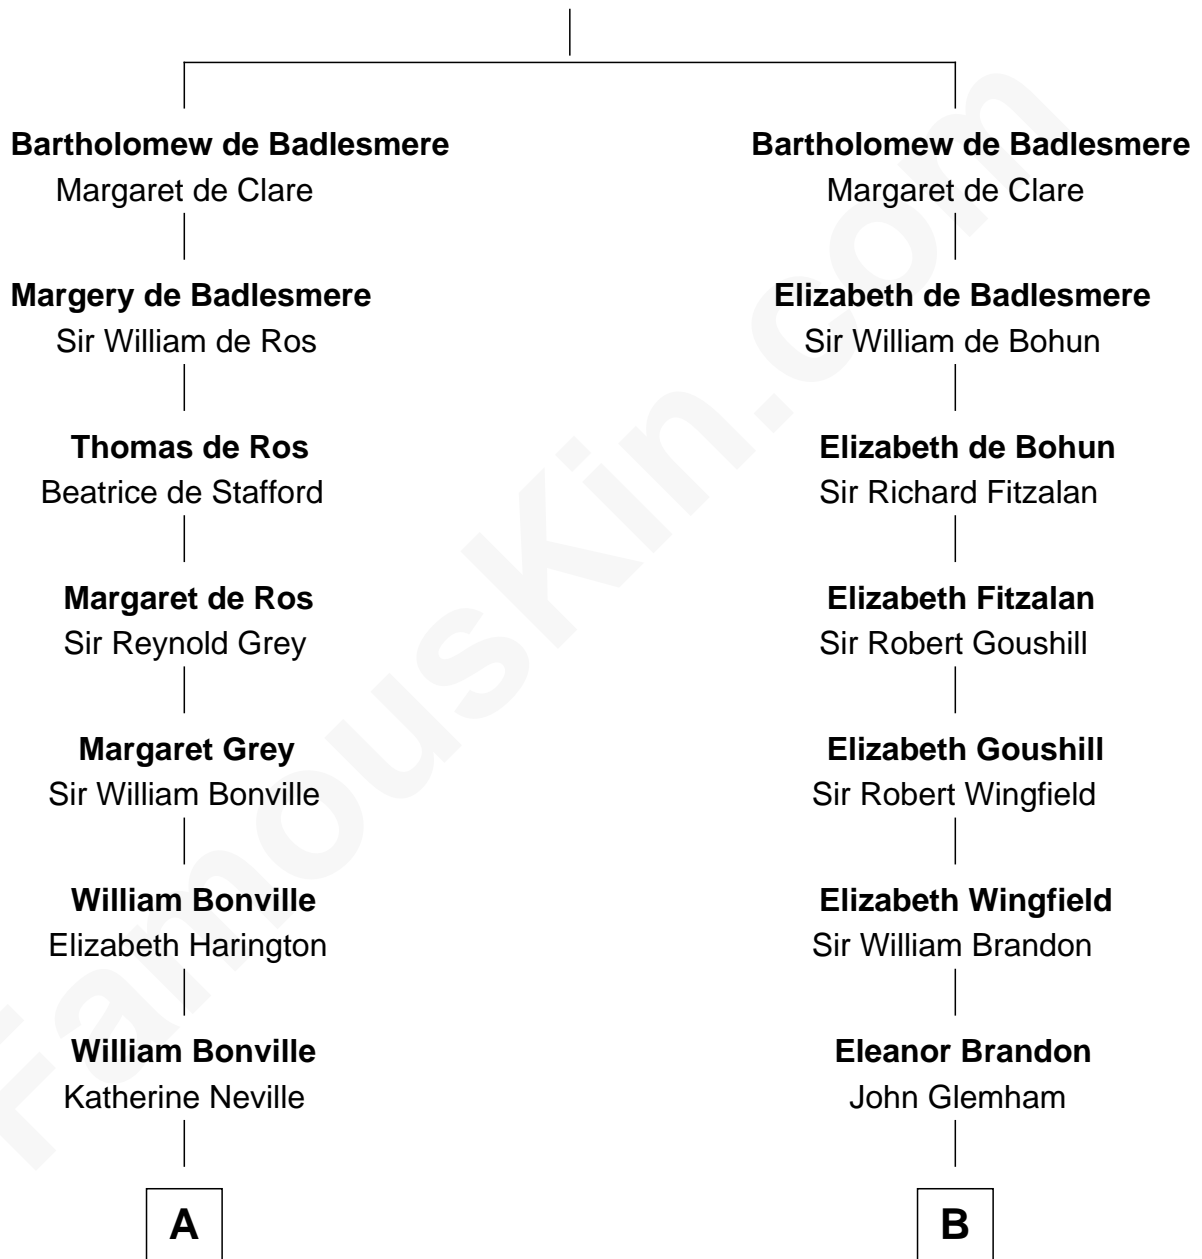 Bartholomew de Badlesmere
Margaret de Clare
Margery de Badlesmere
Sir William de Ros
Thomas de Ros
Beatrice de Stafford
Margaret de Ros
Sir Reynold Grey
Margaret Grey
Sir William Bonville
William Bonville
Elizabeth Harington
William Bonville
Katherine Neville
A
Bartholomew de Badlesmere
Margaret de Clare
Elizabeth de Badlesmere
Sir William de Bohun
Elizabeth de Bohun
Sir Richard Fitzalan
Elizabeth Fitzalan
Sir Robert Goushill
Elizabeth Goushill
Sir Robert Wingfield
Elizabeth Wingfield
Sir William Brandon
Eleanor Brandon
John Glemham
B
FamousKin.com